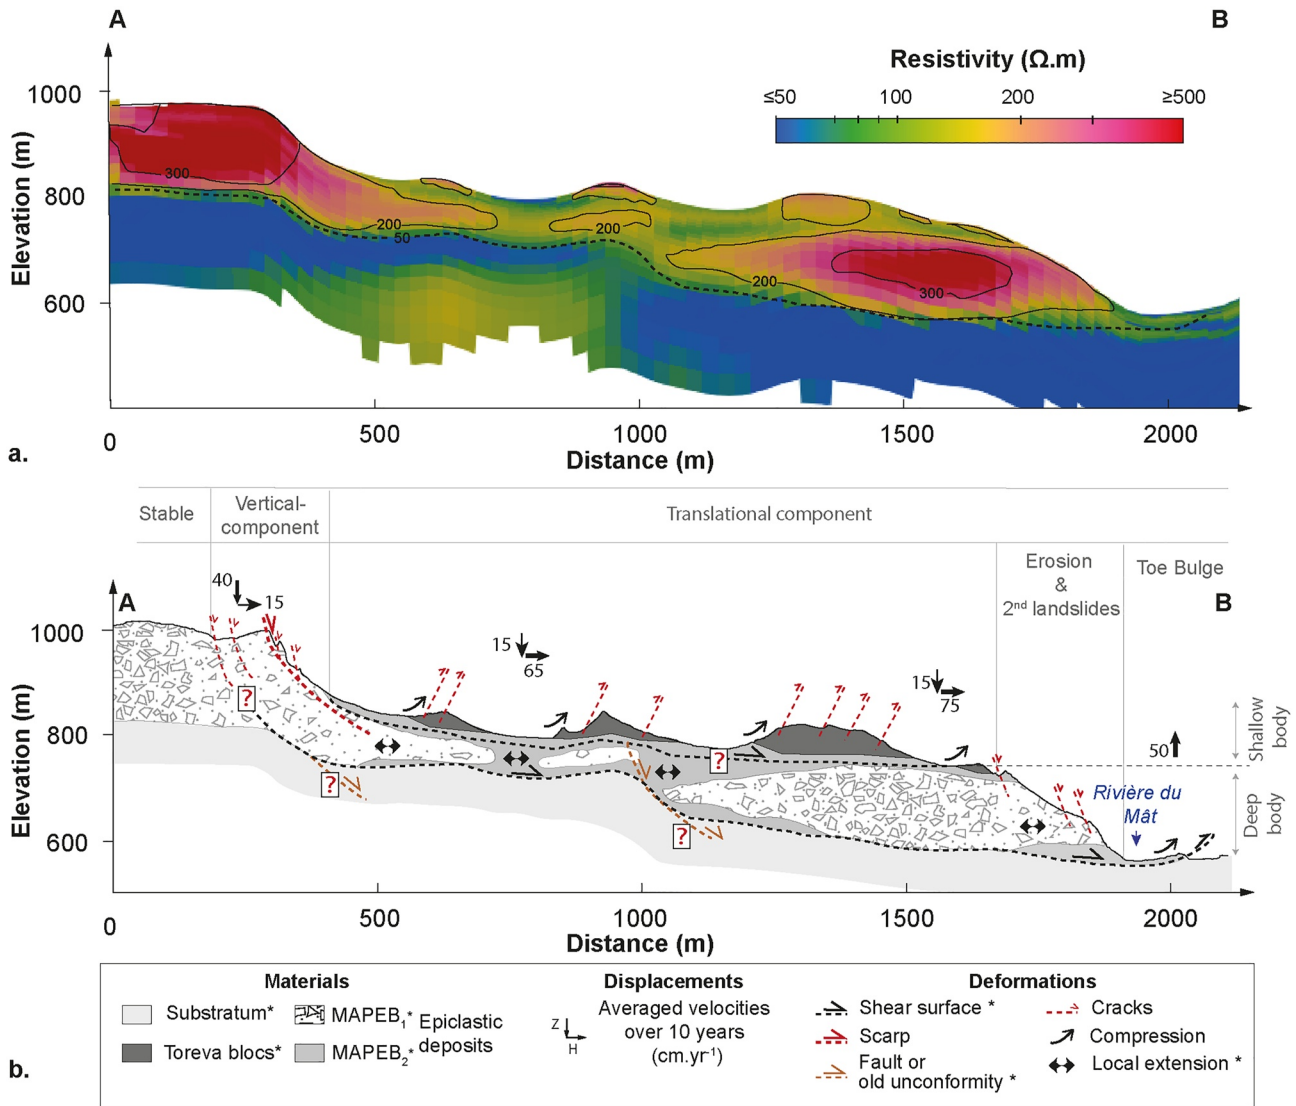 A
B
Resistivity (Ω.m)
≤50 100 200 ≥500
Elevation (m)
1000
800
600
300
200
50
200
200
300
0 500 1000 1500 2000
Distance (m)
a.
Stable
Vertical-
component
Translational component
Erosion
&
2nd landslides
Toe Bulge
A
B
40
15
15
65
15
75
50
Elevation (m)
1000
800
600
?
?
?
?
Rivière du
Mât
Shallow
body
Deep
body
0 500 1000 1500 2000
Distance (m)
b.
Materials
Substratum*
Toreva blocs*
MAPEB1*
MAPEB2*
Epiclastic
deposits
Displacements
Averaged velocities
over 10 years
(cm.yr-1)
Z
H
Deformations
Shear surface *
Scarp
Fault or
old unconformity *
Cracks
Compression
Local extension *